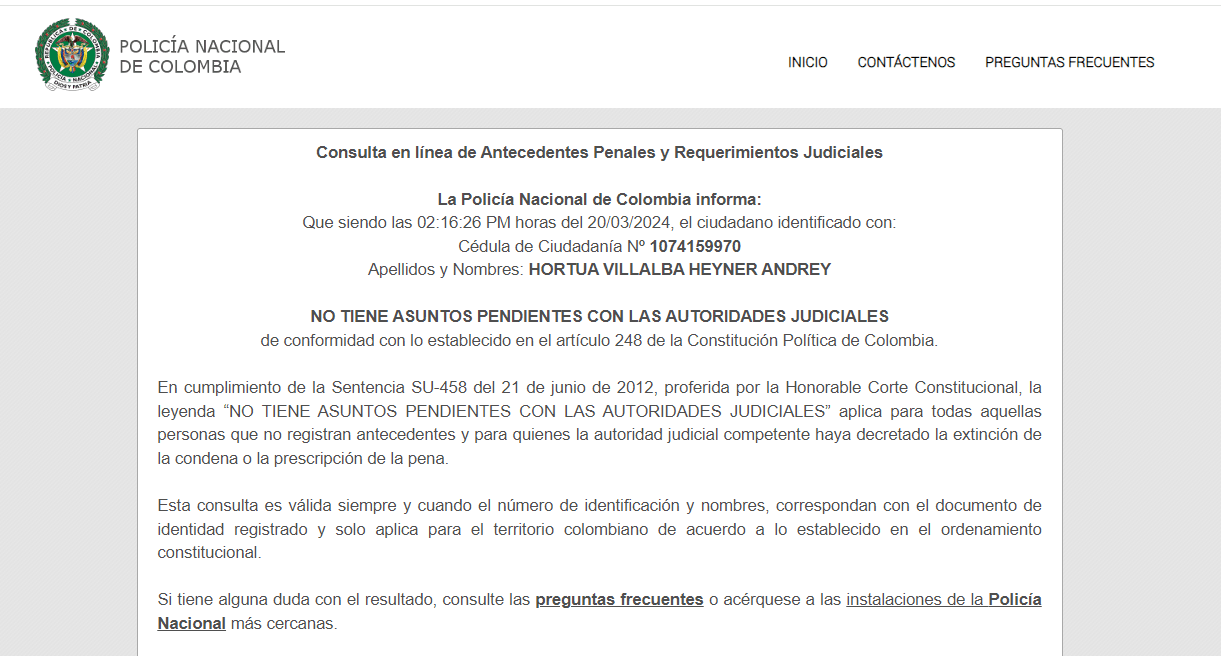 POLICÍA NACIONAL
DE COLOMBIA
INICIO CONTÁCTENOS PREGUNTAS FRECUENTES
Consulta en línea de Antecedentes Penales y Requerimientos Judiciales
La Policía Nacional de Colombia informa:
Que siendo las 02:16:26 PM horas del 20/03/2024, el ciudadano identificado con:
Cédula de Ciudadanía Nº 1074159970
Apellidos y Nombres: HORTUA VILLALBA HEYNER ANDREY
NO TIENE ASUNTOS PENDIENTES CON LAS AUTORIDADES JUDICIALES
de conformidad con lo establecido en el artículo 248 de la Constitución Política de Colombia.
En cumplimiento de la Sentencia SU-458 del 21 de junio de 2012, proferida por la Honorable Corte Constitucional, la
leyenda “NO TIENE ASUNTOS PENDIENTES CON LAS AUTORIDADES JUDICIALES” aplica para todas aquellas
personas que no registran antecedentes y para quienes la autoridad judicial competente haya decretado la extinción de
la condena o la prescripción de la pena.
Esta consulta es válida siempre y cuando el número de identificación y nombres, correspondan con el documento de
identidad registrado y solo aplica para el territorio colombiano de acuerdo a lo establecido en el ordenamiento
constitucional.
Si tiene alguna duda con el resultado, consulte las preguntas frecuentes o acérquese a las instalaciones de la Policía
Nacional más cercanas.